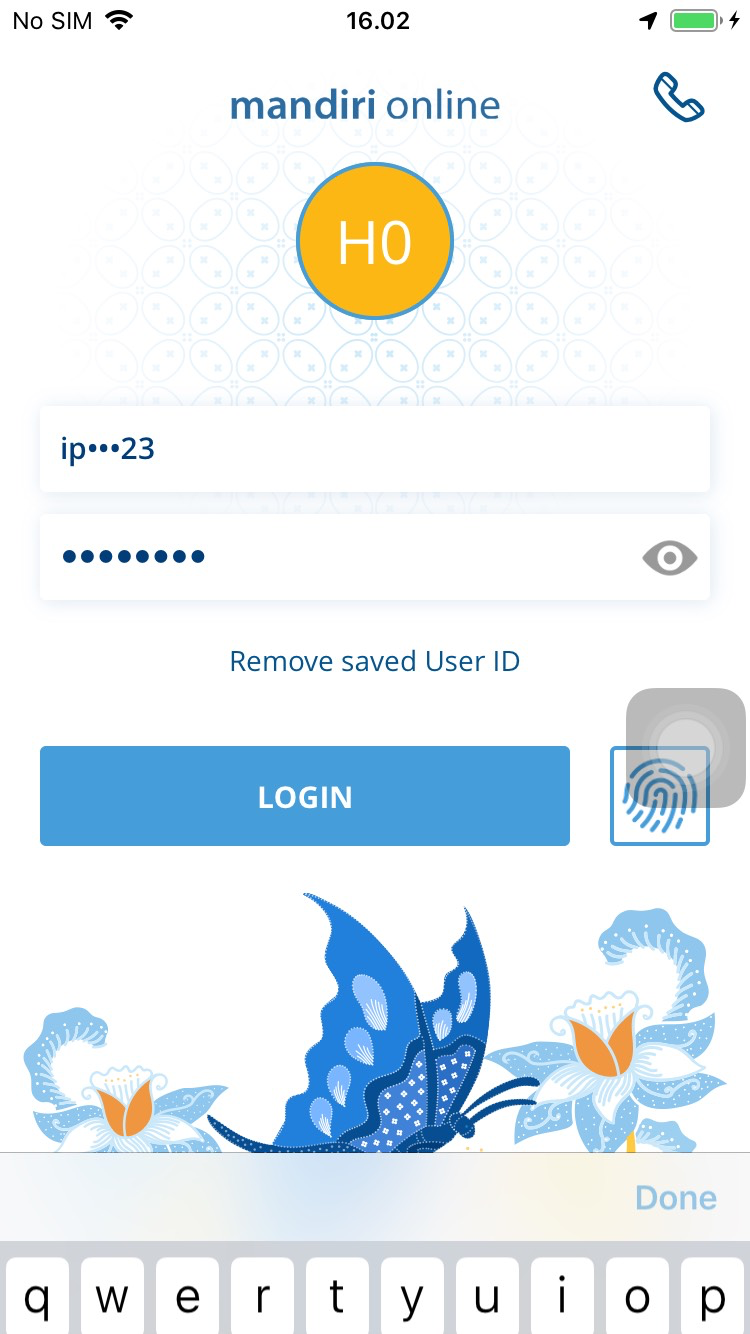 No SIM 16.02
mandiri online
H0
ip•••23
••••••••
Remove saved User ID
LOGIN
Done
q w e r t y u i o p